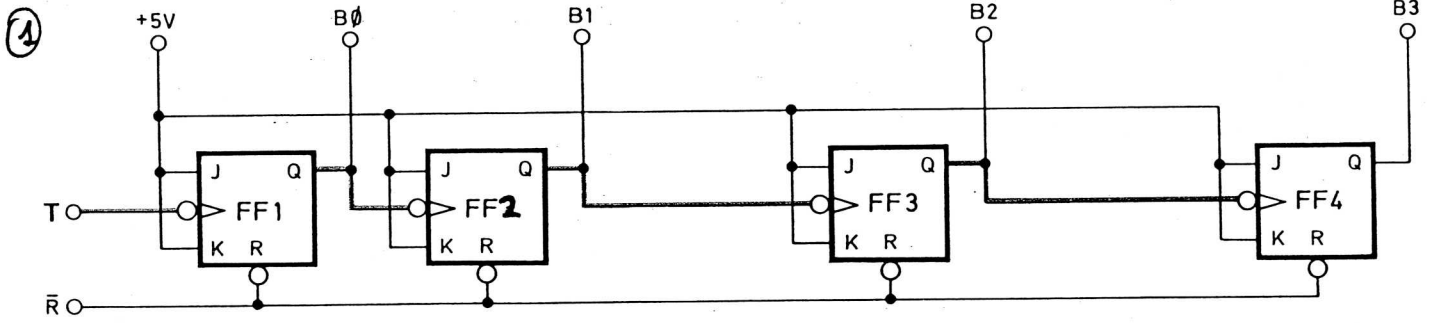 1
+5V BØ B1 B2 B3
J Q J Q J Q J Q
T FF1 FF2 FF3 FF4
K R K R K R K R
R̄